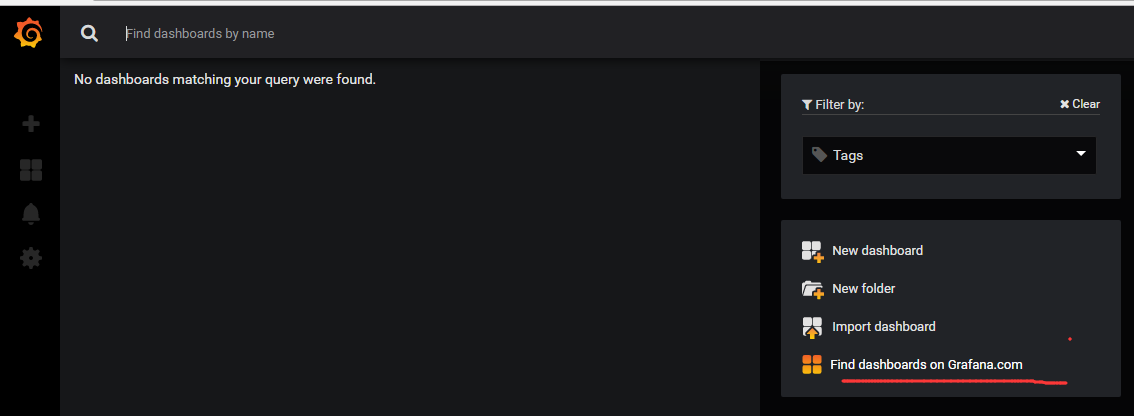 Find dashboards by name
No dashboards matching your query were found.
Filter by:
Clear
Tags
New dashboard
New folder
Import dashboard
Find dashboards on Grafana.com